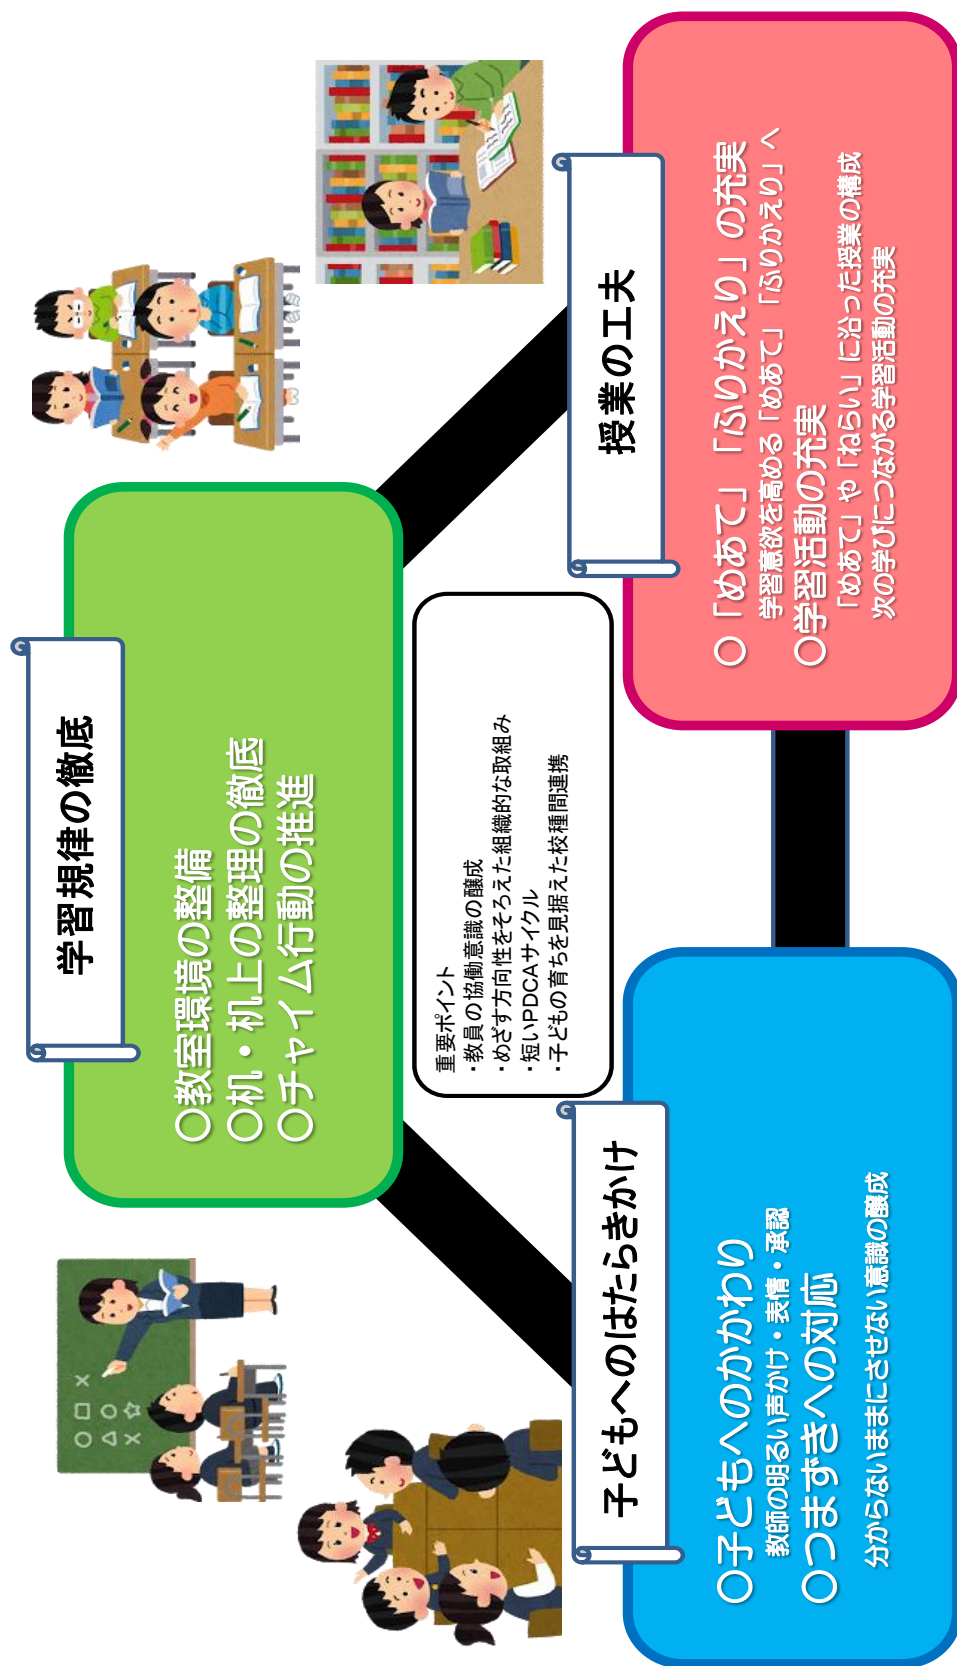 学習規律の徹底
○教室環境の整備
○机・机上の整理の徹底
○チャイム行動の推進
重要ポイント
・教員の協働意識の醸成
・めざす方向性をそろえた組織的な取組み
・短いPDCAサイクル
・子どもの育ちを見据えた校種間連携
子どもへのはたらきかけ
○子どもへのかかわり
教師の明るい声かけ・表情・承認
○つまずきへの対応
分からないままにさせない意識の醸成
授業の工夫
○「めあて」「ふりかえり」の充実
学習意欲を高める「めあて」「ふりかえり」へ
○学習活動の充実
「めあて」や「ねらい」に沿った授業の構成
次の学びにつながる学習活動の充実